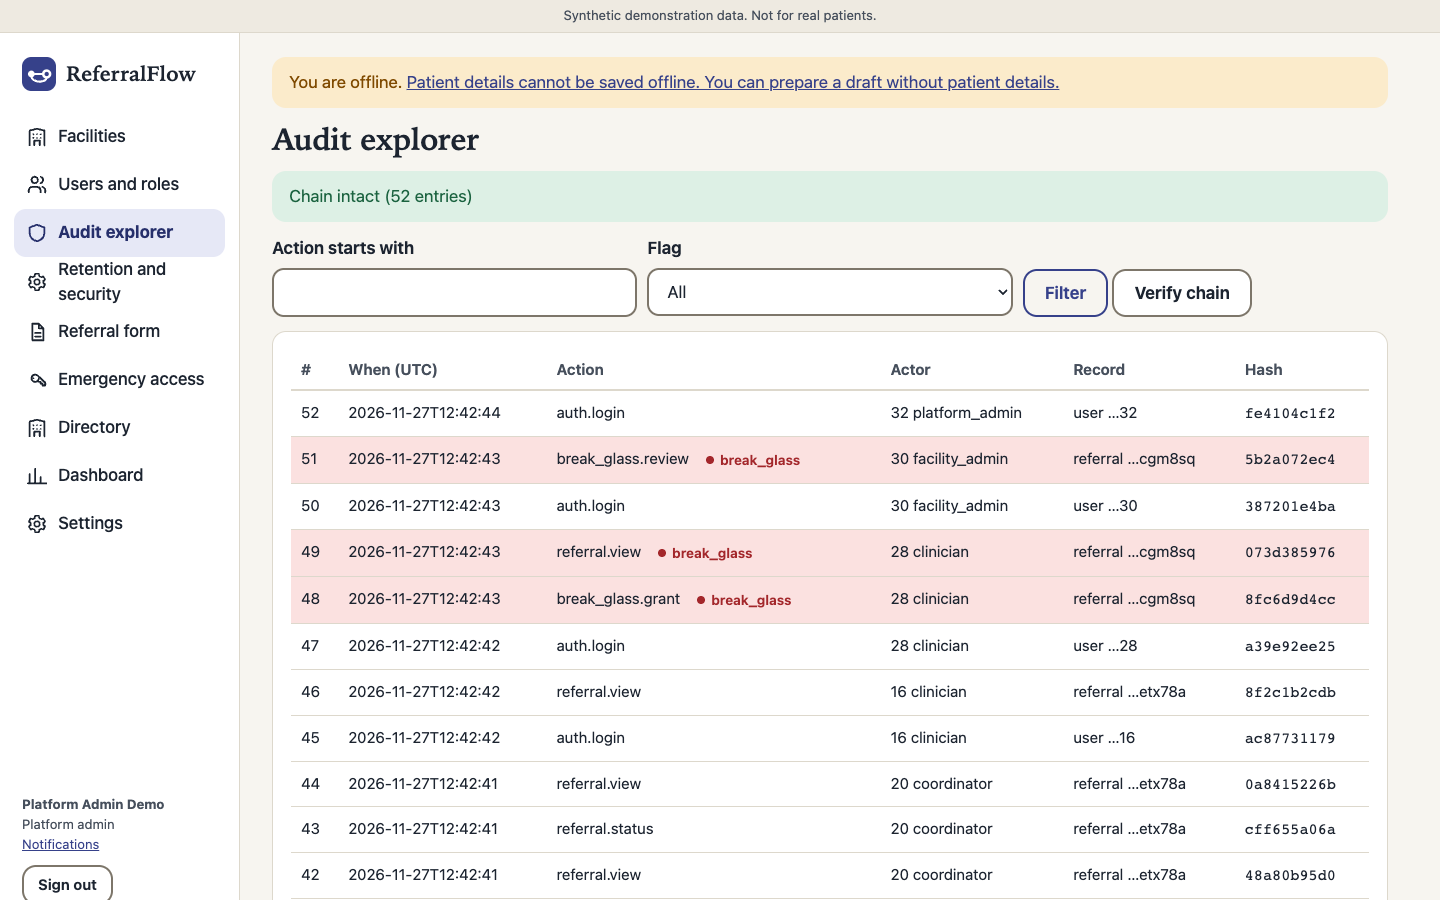 Synthetic demonstration data. Not for real patients.
ReferralFlow
Facilities
Users and roles
Audit explorer
Retention and
security
Referral form
Emergency access
Directory
Dashboard
Settings
Platform Admin Demo
Platform admin
Notifications
Sign out
You are offline. Patient details cannot be saved offline. You can prepare a draft without patient details.
Audit explorer
Chain intact (52 entries)
Action starts with Flag
All Filter Verify chain
# When (UTC) Action Actor Record Hash
52 2026-11-27T12:42:44 auth.login 32 platform_admin user ...32 fe4104c1f2
51 2026-11-27T12:42:43 break_glass.review break_glass 30 facility_admin referral ...cgm8sq 5b2a072ec4
50 2026-11-27T12:42:43 auth.login 30 facility_admin user ...30 387201e4ba
49 2026-11-27T12:42:43 referral.view break_glass 28 clinician referral ...cgm8sq 073d385976
48 2026-11-27T12:42:43 break_glass.grant break_glass 28 clinician referral ...cgm8sq 8fc6d9d4cc
47 2026-11-27T12:42:42 auth.login 28 clinician user ...28 a39e92ee25
46 2026-11-27T12:42:42 referral.view 16 clinician referral ...etx78a 8f2c1b2cdb
45 2026-11-27T12:42:42 auth.login 16 clinician user ...16 ac87731179
44 2026-11-27T12:42:41 referral.view 20 coordinator referral ...etx78a 0a8415226b
43 2026-11-27T12:42:41 referral.status 20 coordinator referral ...etx78a cff655a06a
42 2026-11-27T12:42:41 referral.view 20 coordinator referral ...etx78a 48a80b95d0